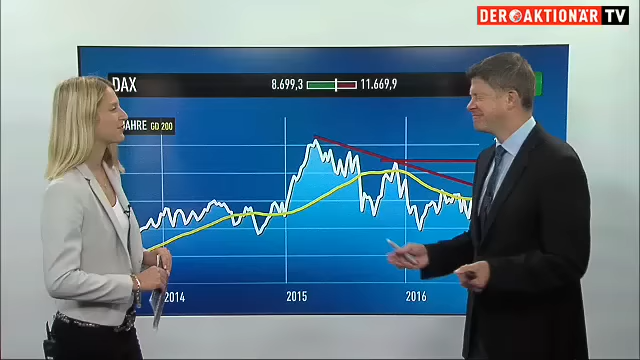 DER AKTIONÄR TV
DAX
8.699,3 11.669,9
JAHRE GD 200
2014 2015 2016